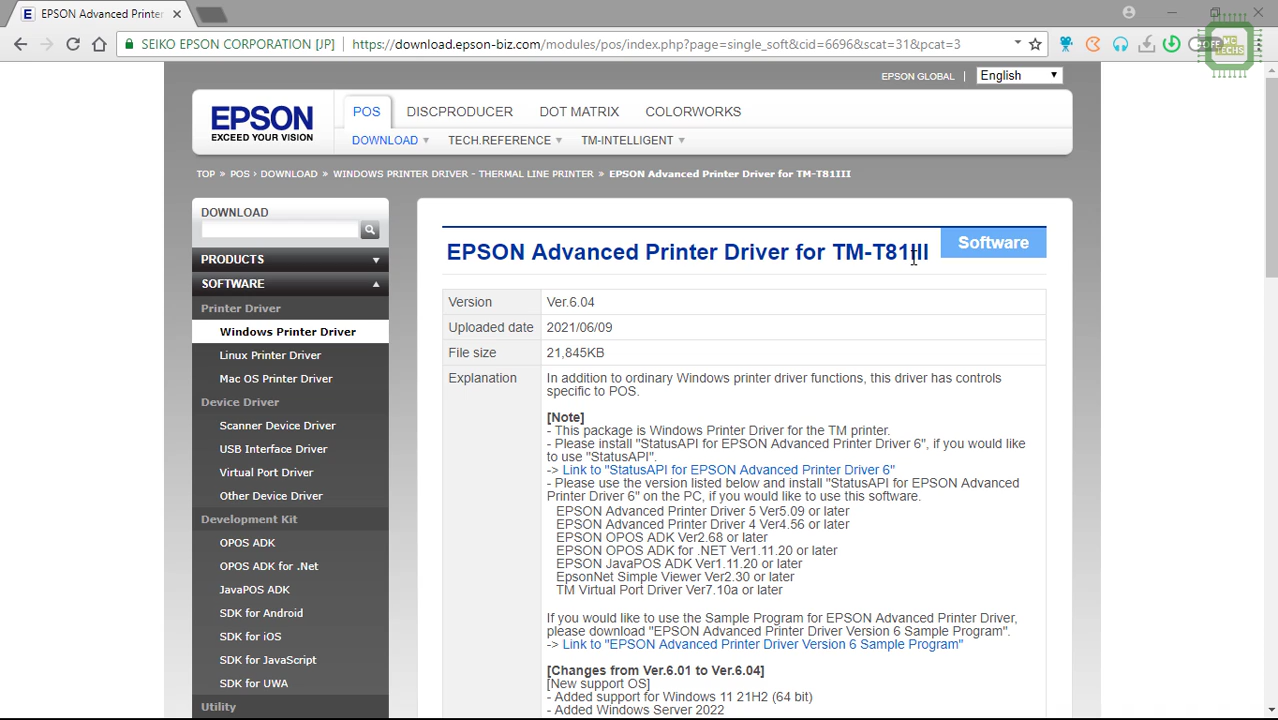 EPSON Advanced Printer
SEIKO EPSON CORPORATION [JP]
https://download.epson-biz.com/modules/pos/index.php?page=single_soft&cid=6696&scat=31&pcat=3
MC
TECHS
EPSON GLOBAL |
English
EPSON
EXCEED YOUR VISION
POS
DISCPRODUCER
DOT MATRIX
COLORWORKS
DOWNLOAD
TECH.REFERENCE
TM-INTELLIGENT
TOP » POS › DOWNLOAD » WINDOWS PRINTER DRIVER - THERMAL LINE PRINTER » EPSON Advanced Printer Driver for TM-T81III
DOWNLOAD
PRODUCTS
SOFTWARE
Printer Driver
Windows Printer Driver
Linux Printer Driver
Mac OS Printer Driver
Device Driver
Scanner Device Driver
USB Interface Driver
Virtual Port Driver
Other Device Driver
Development Kit
OPOS ADK
OPOS ADK for .Net
JavaPOS ADK
SDK for Android
SDK for iOS
SDK for JavaScript
SDK for UWA
Utility
EPSON Advanced Printer Driver for TM-T81III
Software
Version
Ver.6.04
Uploaded date
2021/06/09
File size
21,845KB
Explanation
In addition to ordinary Windows printer driver functions, this driver has controls
specific to POS.
[Note]
- This package is Windows Printer Driver for the TM printer.
- Please install "StatusAPI for EPSON Advanced Printer Driver 6", if you would like
to use "StatusAPI".
-> Link to "StatusAPI for EPSON Advanced Printer Driver 6"
- Please use the version listed below and install "StatusAPI for EPSON Advanced
Printer Driver 6" on the PC, if you would like to use this software.
EPSON Advanced Printer Driver 5 Ver5.09 or later
EPSON Advanced Printer Driver 4 Ver4.56 or later
EPSON OPOS ADK Ver2.68 or later
EPSON OPOS ADK for .NET Ver1.11.20 or later
EPSON JavaPOS ADK Ver1.11.20 or later
EpsonNet Simple Viewer Ver2.30 or later
TM Virtual Port Driver Ver7.10a or later
If you would like to use the Sample Program for EPSON Advanced Printer Driver,
please download "EPSON Advanced Printer Driver Version 6 Sample Program".
-> Link to "EPSON Advanced Printer Driver Version 6 Sample Program"
[Changes from Ver.6.01 to Ver.6.04]
[New support OS]
- Added support for Windows 11 21H2 (64 bit)
- Added Windows Server 2022